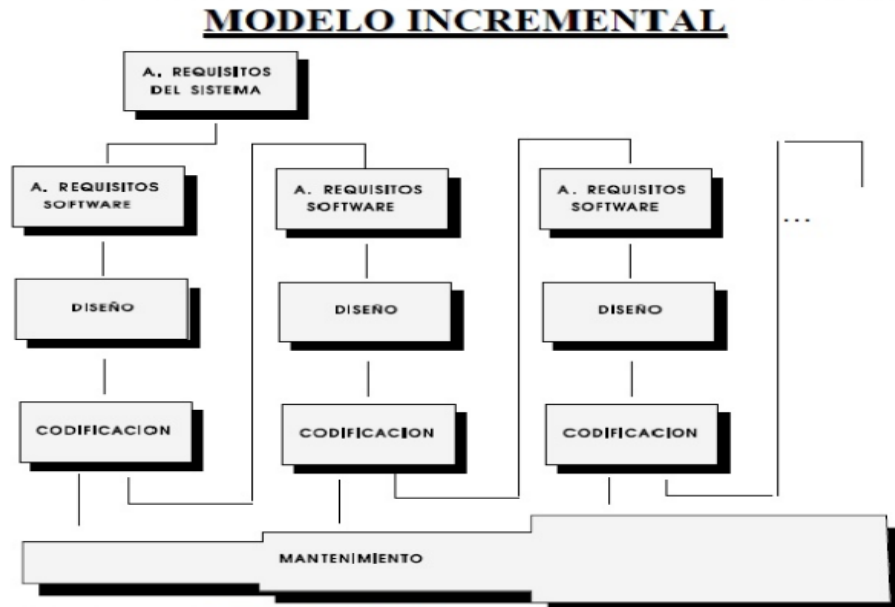 MODELO INCREMENTAL
A. REQUISITOS
DEL SISTEMA
A. REQUISITOS
SOFTWARE
A. REQUISITOS
SOFTWARE
A. REQUISITOS
SOFTWARE
...
DISEÑO
DISEÑO
DISEÑO
CODIFICACION
CODIFICACION
CODIFICACION
MANTENIMIENTO